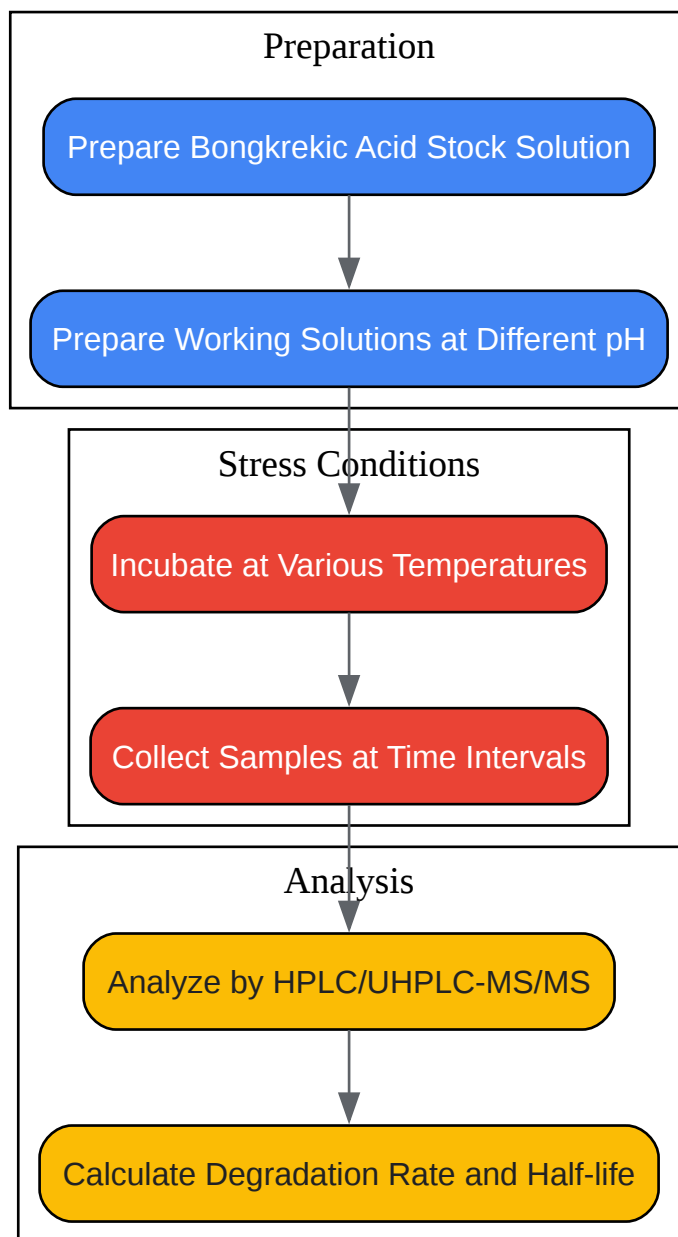 Preparation
Prepare Bongkrekic Acid Stock Solution
Prepare Working Solutions at Different pH
Stress Conditions
Incubate at Various Temperatures
Collect Samples at Time Intervals
Analysis
Analyze by HPLC/UHPLC-MS/MS
Calculate Degradation Rate and Half-life